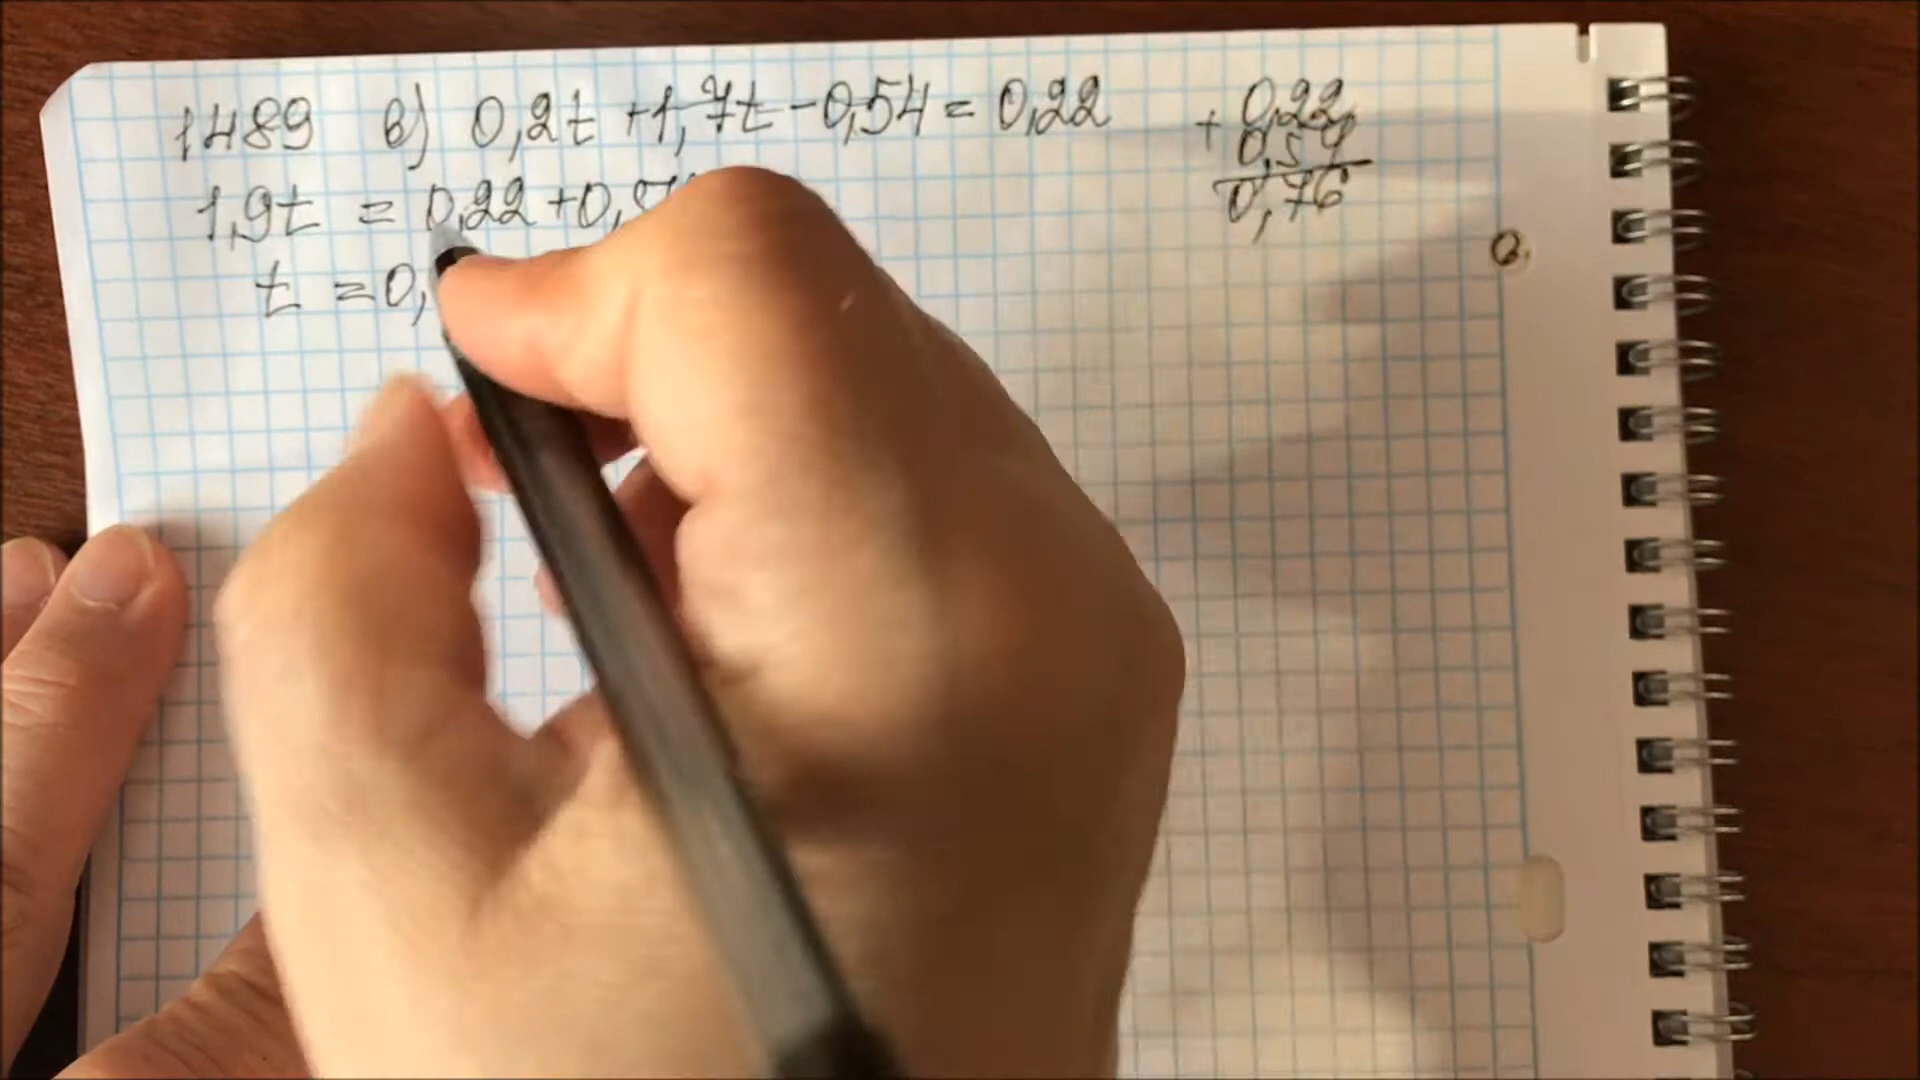 1489 в) 0,2t + 1,7t - 0,54 = 0,22
1,9t = 0,22 + 0,5
t = 0,
+ 0,22
0,54
0,76